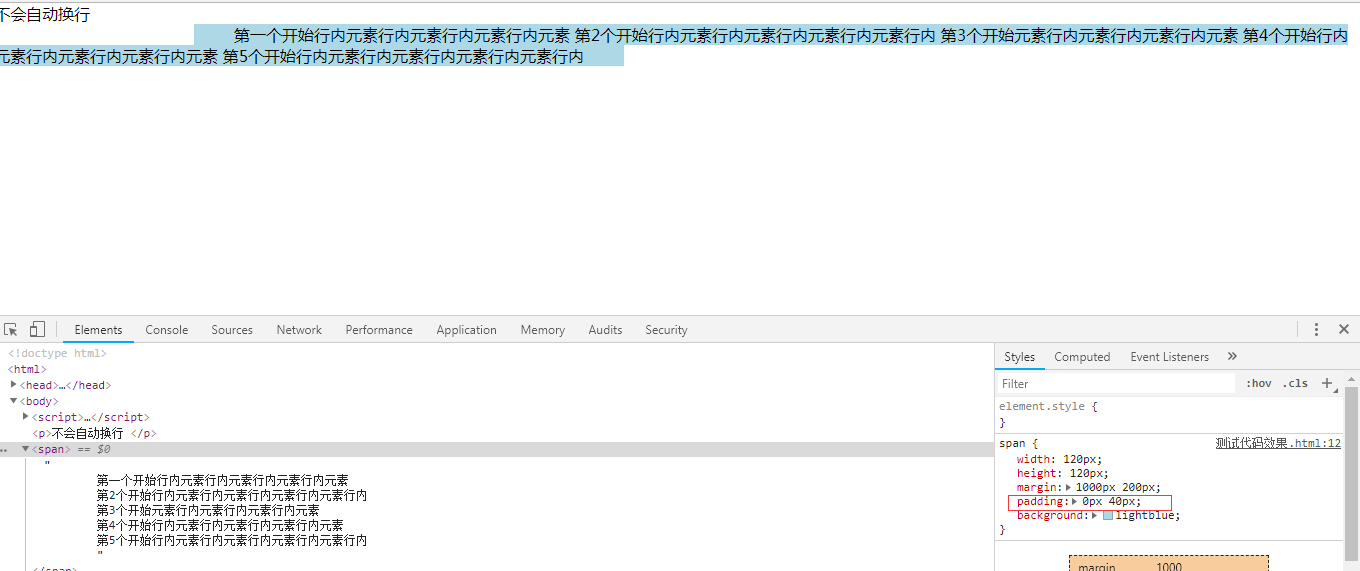 不会自动换行
第一个开始行内元素行内元素行内元素行内元素 第2个开始行内元素行内元素行内元素行内元素行内 第3个开始元素行内元素行内元素行内元素 第4个开始行内
元素行内元素行内元素行内元素 第5个开始行内元素行内元素行内元素行内元素行内
Elements Console Sources Network Performance Application Memory Audits Security
<!doctype html>
<html>
<head>…</head>
<body>
<script>…</script>
<p>不会自动换行 </p>
<span> == $0
"
第一个开始行内元素行内元素行内元素行内元素
第2个开始行内元素行内元素行内元素行内元素行内
第3个开始元素行内元素行内元素行内元素
第4个开始行内元素行内元素行内元素行内元素
第5个开始行内元素行内元素行内元素行内元素行内
"
</span>
Styles Computed Event Listeners »
Filter :hov .cls +
element.style {
}
span { 测试代码效果.html:12
width: 120px;
height: 120px;
margin: 1000px 200px;
padding: 0px 40px;
background: lightblue;
}
margin 1000